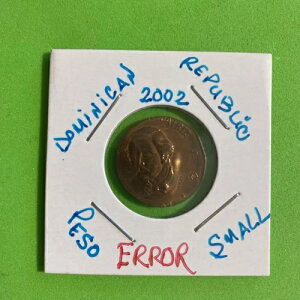 DOMINICAN
REPUBLIC
2002
PESO
ERROR
SMALL